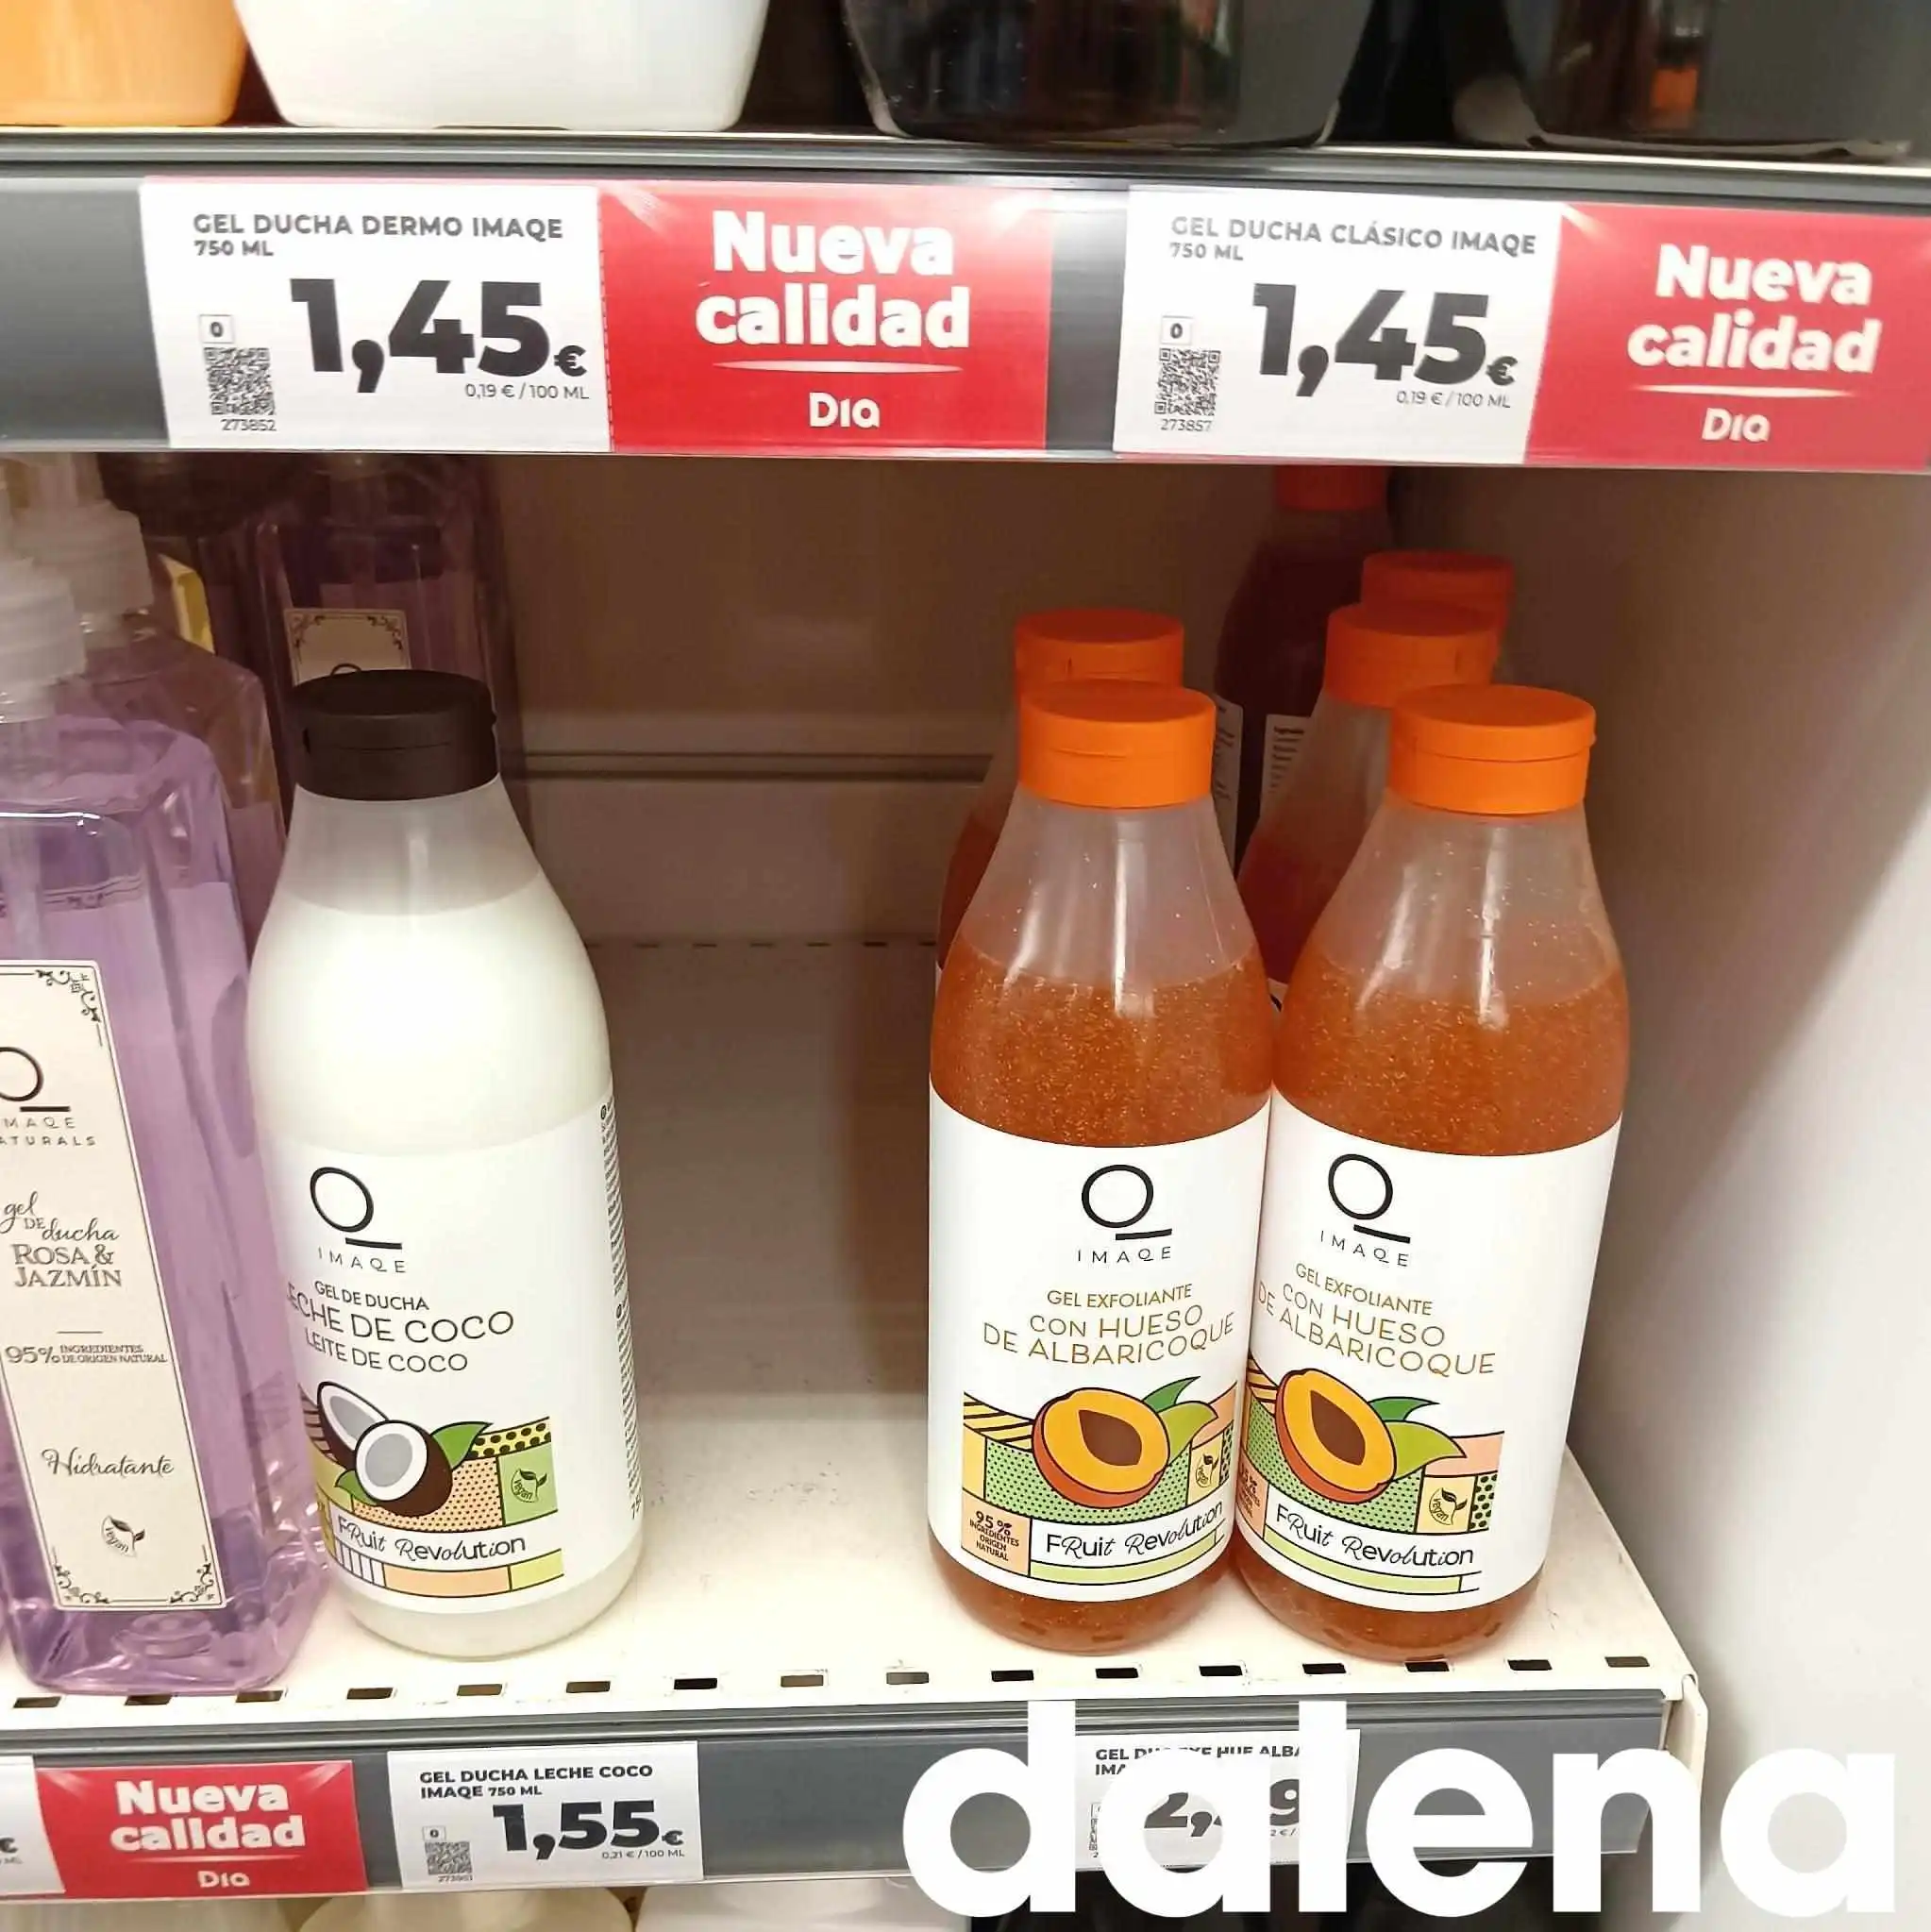 GEL DUCHA DERMO IMAQE
750 ML
1,45€
0,19 € / 100 ML
0
273852
Nueva
calidad
Dia
GEL DUCHA CLÁSICO IMAQE
750 ML
1,45€
0,19 € / 100 ML
0
273857
Nueva
calidad
Dia
IMAQE
gel
DE ducha
ROSA &
JAZMÍN
95% INGREDIENTES
DE ORIGEN NATURAL
Hidratante
vegan
IMAQE
GEL DE DUCHA
DE COCO
LEITE DE COCO
vegan
FRuit Revolution
IMAQE
GEL EXFOLIANTE
CON HUESO
DE ALBARICOQUE
95%
INGREDIENTES
ORIGEN
NATURAL
FRuit Revolution
IMAQE
GEL EXFOLIANTE
CON HUESO
DE ALBARICOQUE
vegan
FRuit Revolution
Nueva
calidad
Dia
GEL DUCHA LECHE COCO
IMAQE 750 ML
1,55€
0,21 € / 100 ML
0
GEL
dalena